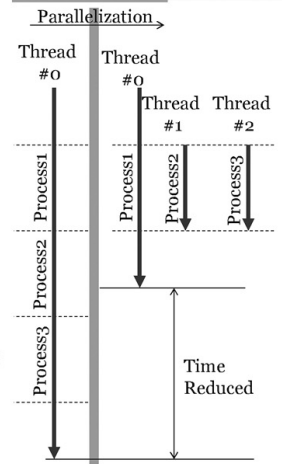 Parallelization
Thread
#0
Thread
#0
Thread
#1
Thread
#2
Process1
Process2
Process3
Process1
Process2
Process3
Time
Reduced